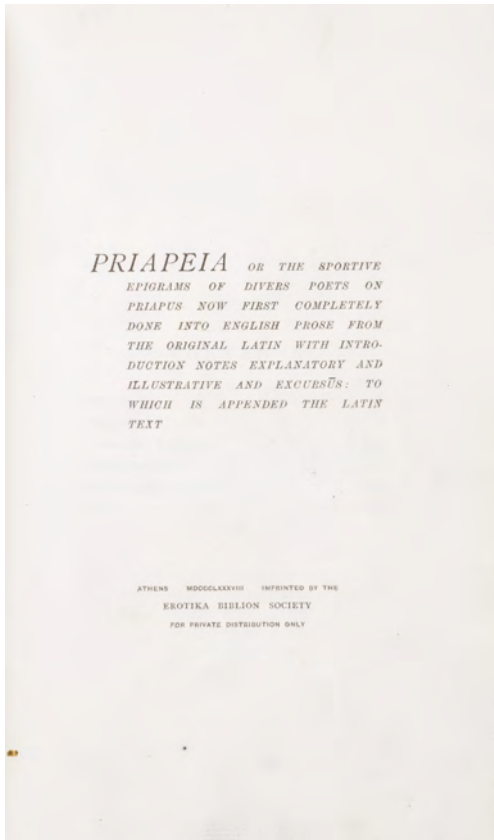 PRIAPEIA OR THE SPORTIVE
EPIGRAMS OF DIVERS POETS ON
PRIAPUS NOW FIRST COMPLETELY
DONE INTO ENGLISH PROSE FROM
THE ORIGINAL LATIN WITH INTRO-
DUCTION NOTES EXPLANATORY AND
ILLUSTRATIVE AND EXCURSŪS: TO
WHICH IS APPENDED THE LATIN
TEXT
ATHENS MDCCCLXXXVIII IMPRINTED BY THE
EROTIKA BIBLION SOCIETY
FOR PRIVATE DISTRIBUTION ONLY